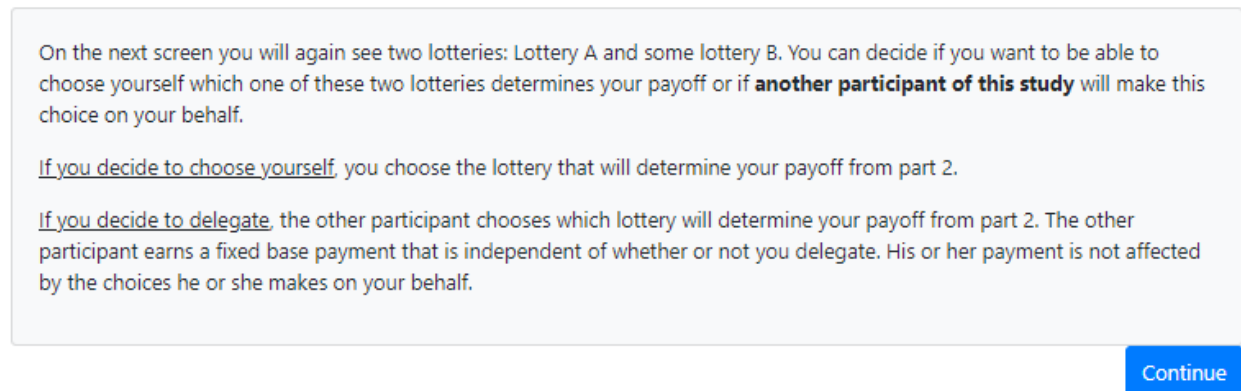 On the next screen you will again see two lotteries: Lottery A and some lottery B. You can decide if you want to be able to
choose yourself which one of these two lotteries determines your payoff or if another participant of this study will make this
choice on your behalf.
If you decide to choose yourself, you choose the lottery that will determine your payoff from part 2.
If you decide to delegate, the other participant chooses which lottery will determine your payoff from part 2. The other
participant earns a fixed base payment that is independent of whether or not you delegate. His or her payment is not affected
by the choices he or she makes on your behalf.
Continue